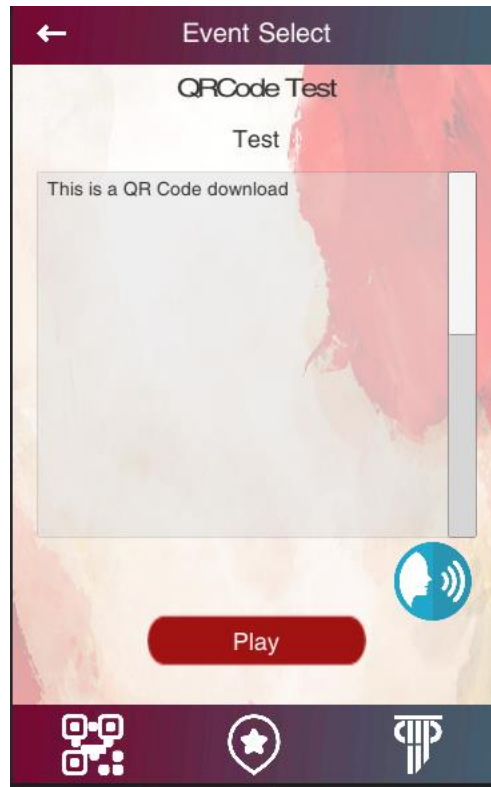 Event Select
QRCode Test
Test
This is a QR Code download
Play